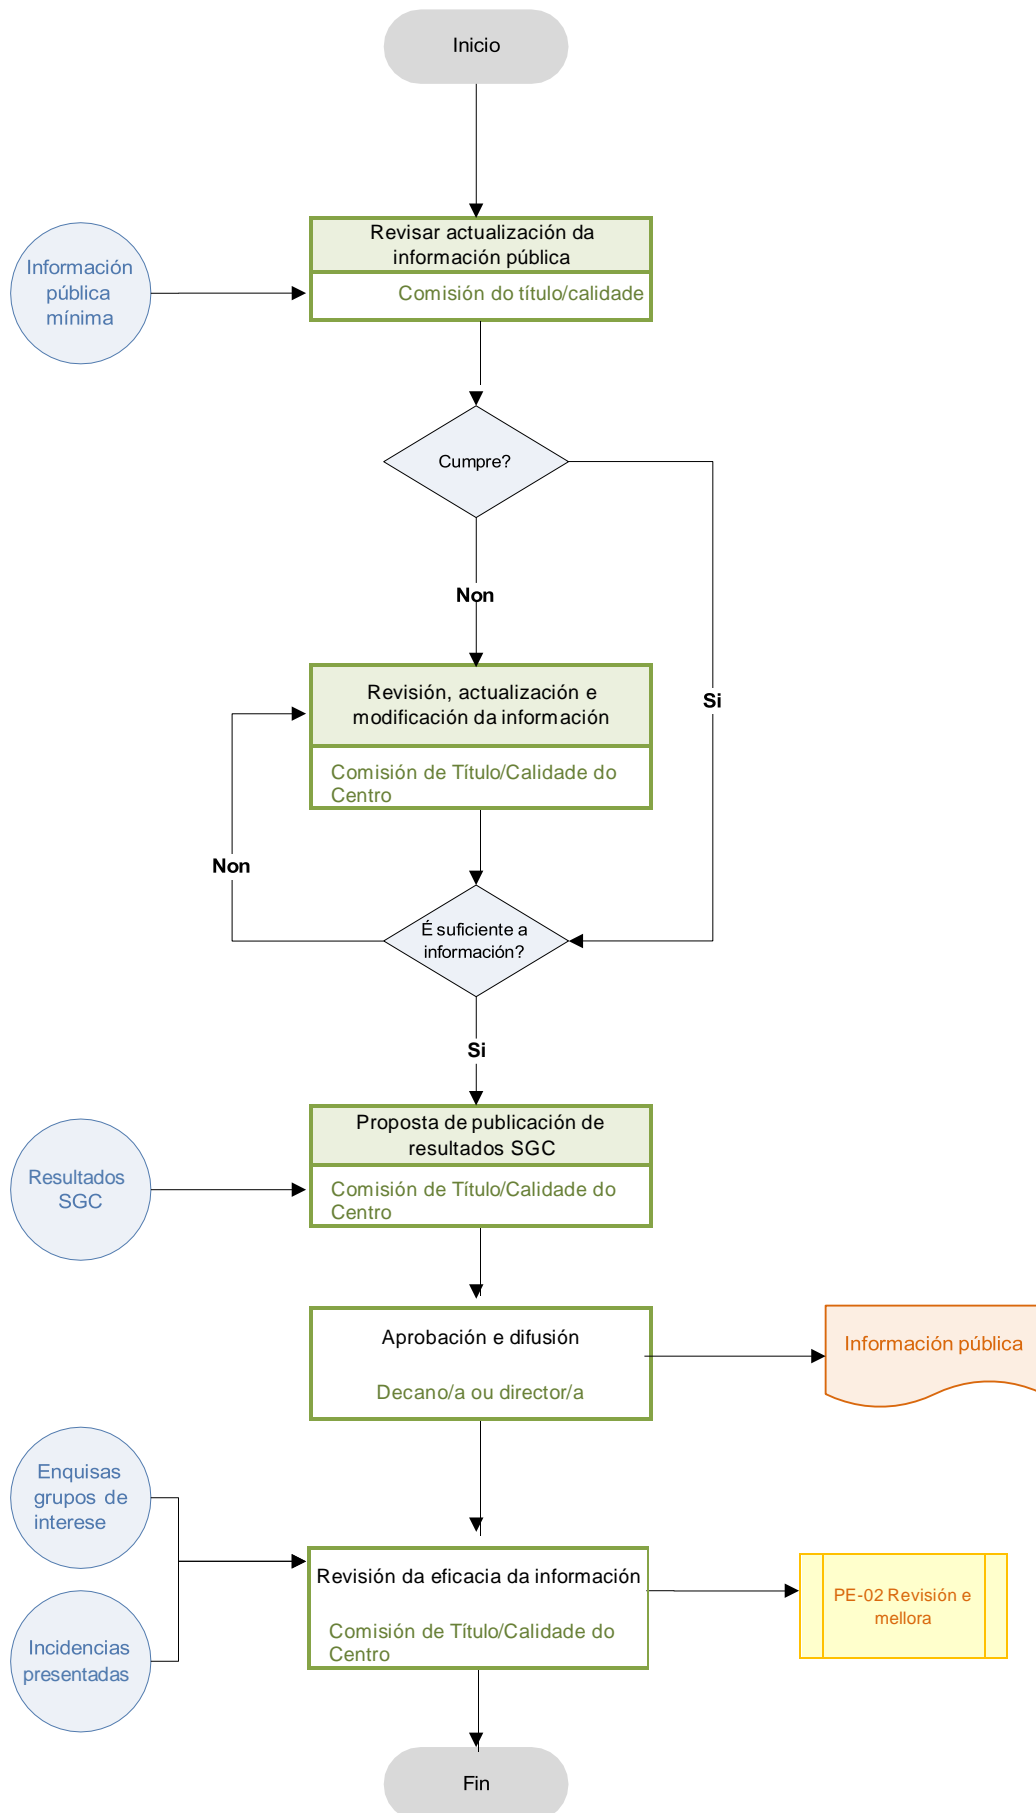 Inicio
Revisar actualización da
información pública
Comisión do título/calidade
Información
pública
mínima
Cumpre?
Non
Si
Revisión, actualización e
modificación da información
Comisión de Título/Calidade do
Centro
Non
É suficiente a
información?
Si
Proposta de publicación de
resultados SGC
Comisión de Título/Calidade do
Centro
Resultados
SGC
Aprobación e difusión
Decano/a ou director/a
Información pública
Enquisas
grupos de
interese
Revisión da eficacia da información
Comisión de Título/Calidade do
Centro
PE-02 Revisión e
mellora
Incidencias
presentadas
Fin